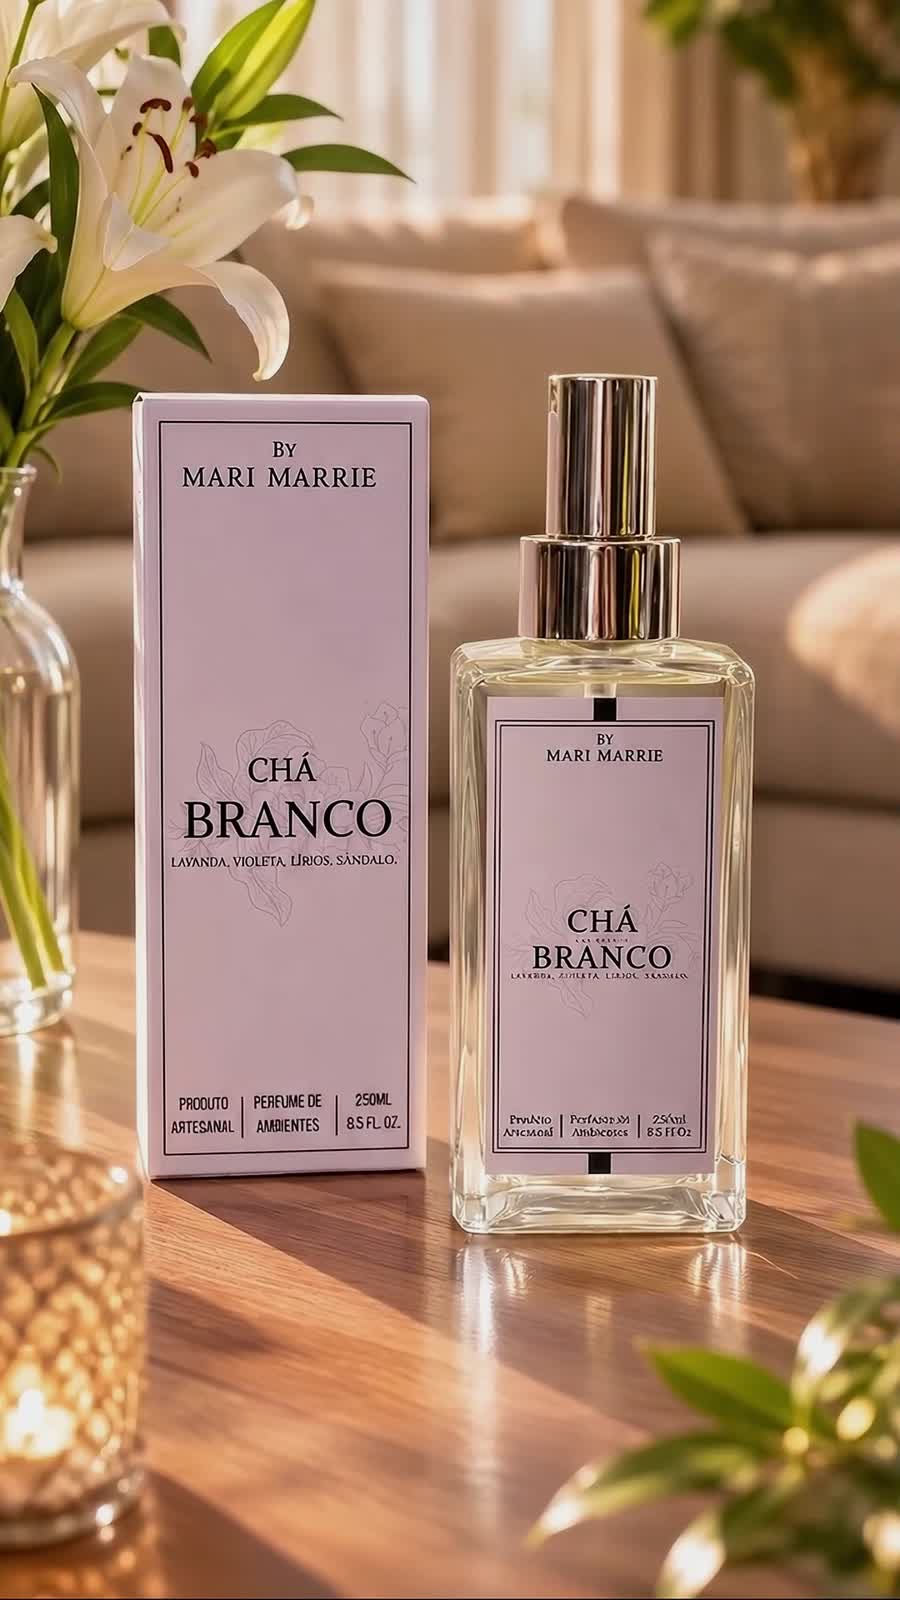 BY
MARI MARRIE
CHÁ
BRANCO
LAVANDA, VIOLETA, LÍRIOS, SÂNDALO.
PRODUTO
ARTESANAL
PERFUME DE
AMBIENTES
250ML
8.5 FL. OZ.
BY
MARI MARRIE
CHÁ
BRANCO